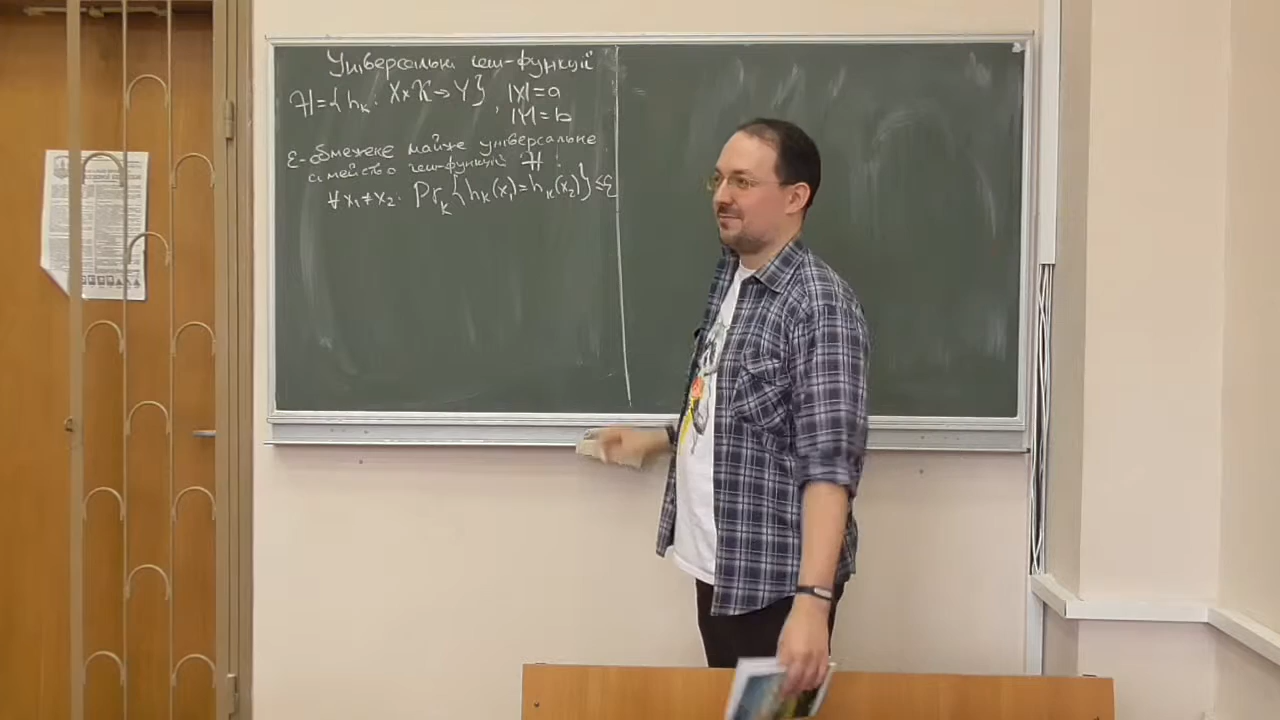 Універсальні геш-функції
H={h_k: X×K→Y}, |X|=a
|Y|=b
ε-обмежене майже універсальне
сімейство геш-функцій H:
∀x₁≠x₂: Pr_k{h_k(x₁)=h_k(x₂)}≤ε